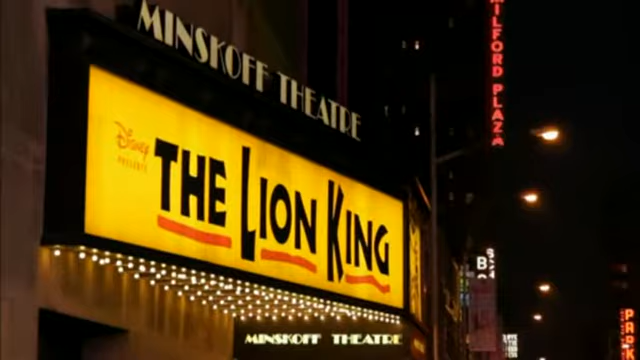 MINSKOFF THEATRE
MILFORD PLAZA
Disney
PRESENTS
THE LION KING
MINSKOFF THEATRE